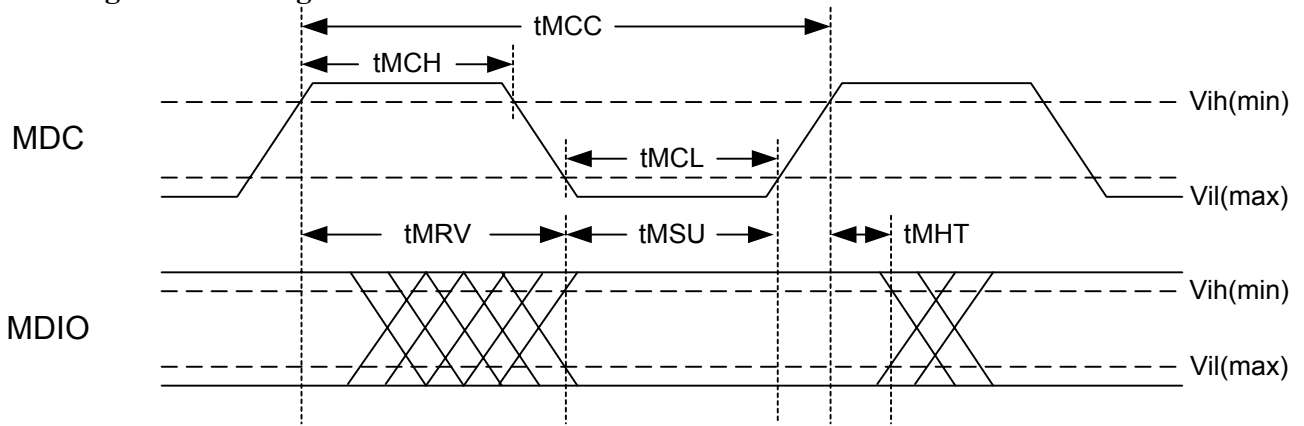 tMCC
tMCH
Vih(min)
MDC
tMCL
Vil(max)
tMRV
tMSU
tMHT
Vih(min)
MDIO
Vil(max)